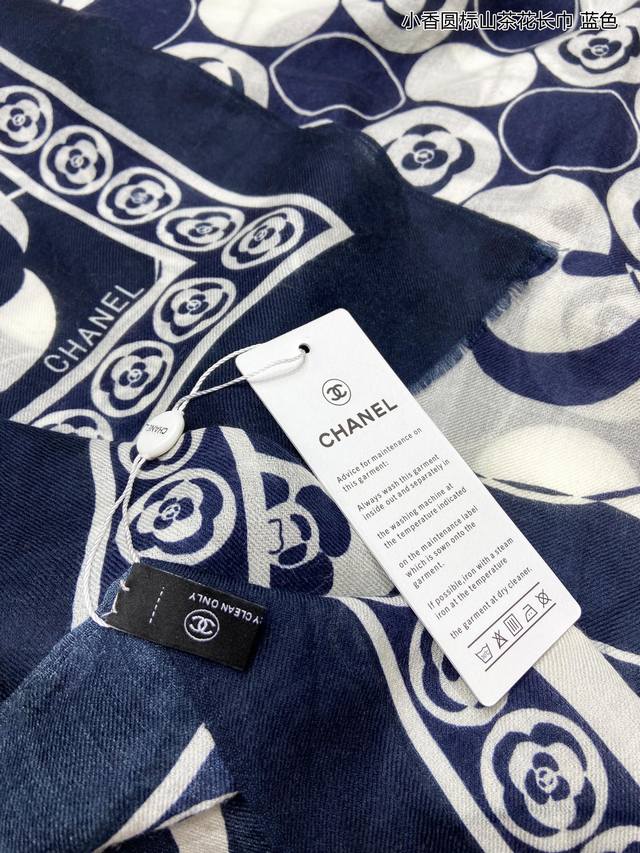 小香圆标山茶花长巾 蓝色
CHANEL
CHANEL
Advice for maintenance on
this garment:
Always wash this garment
inside out and separately in
the washing machine at
the temperature indicated
on the maintenance label
which is sown onto the
garment.
If possible,iron with a steam
iron at the temperature
the garment at dry cleaner.
CHANEL
Y CLEAN ONLY